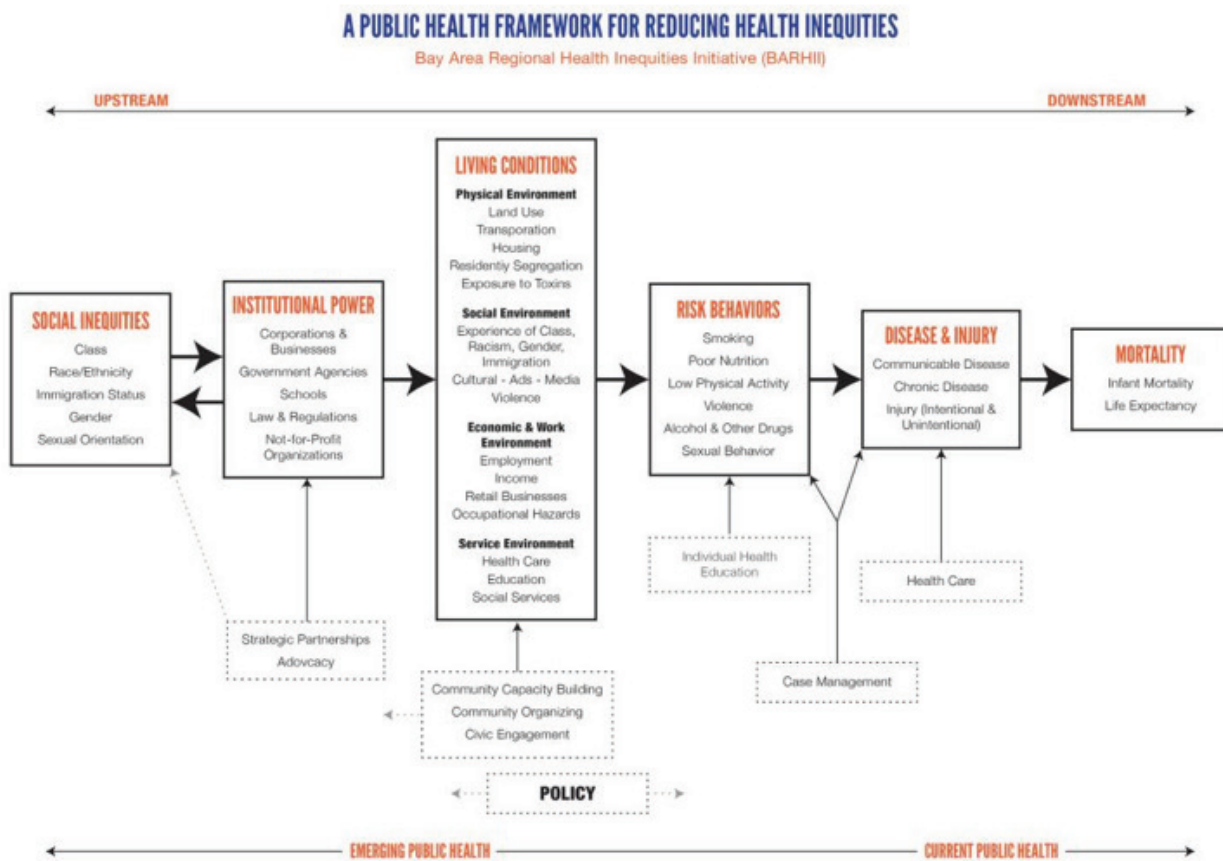 A PUBLIC HEALTH FRAMEWORK FOR REDUCING HEALTH INEQUITIES
Bay Area Regional Health Inequities Initiative (BARHII)
UPSTREAM
DOWNSTREAM
SOCIAL INEQUITIES
Class
Race/Ethnicity
Immigration Status
Gender
Sexual Orientation
INSTITUTIONAL POWER
Corporations &
Businesses
Government Agencies
Schools
Law & Regulations
Not-for-Profit
Organizations
LIVING CONDITIONS
Physical Environment
Land Use
Transporation
Housing
Residentiy Segregation
Exposure to Toxins
Social Environment
Experience of Class,
Racism, Gender,
Immigration
Cultural - Ads - Media
Violence
Economic & Work
Environment
Employment
Income
Retail Businesses
Occupational Hazards
Service Environment
Health Care
Education
Social Services
RISK BEHAVIORS
Smoking
Poor Nutrition
Low Physical Activity
Violence
Alcohol & Other Drugs
Sexual Behavior
DISEASE & INJURY
Communicable Disease
Chronic Disease
Injury (Intentional &
Unintentional)
MORTALITY
Infant Mortality
Life Expectancy
Strategic Partnerships
Adovcacy
Community Capacity Building
Community Organizing
Civic Engagement
Individual Health
Education
Case Management
Health Care
POLICY
EMERGING PUBLIC HEALTH
CURRENT PUBLIC HEALTH